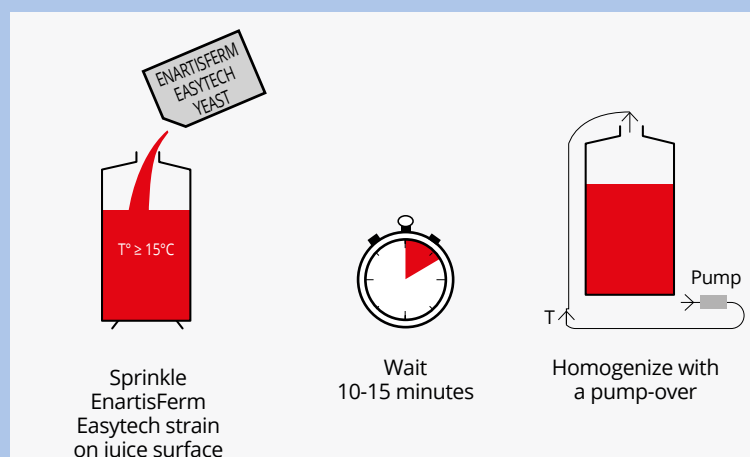 ENARTISFERM
EASYTECH
YEAST
T° ≥ 15°C
Sprinkle
EnartisFerm
Easytech strain
on juice surface
Wait
10-15 minutes
Pump
T
Homogenize with
a pump-over